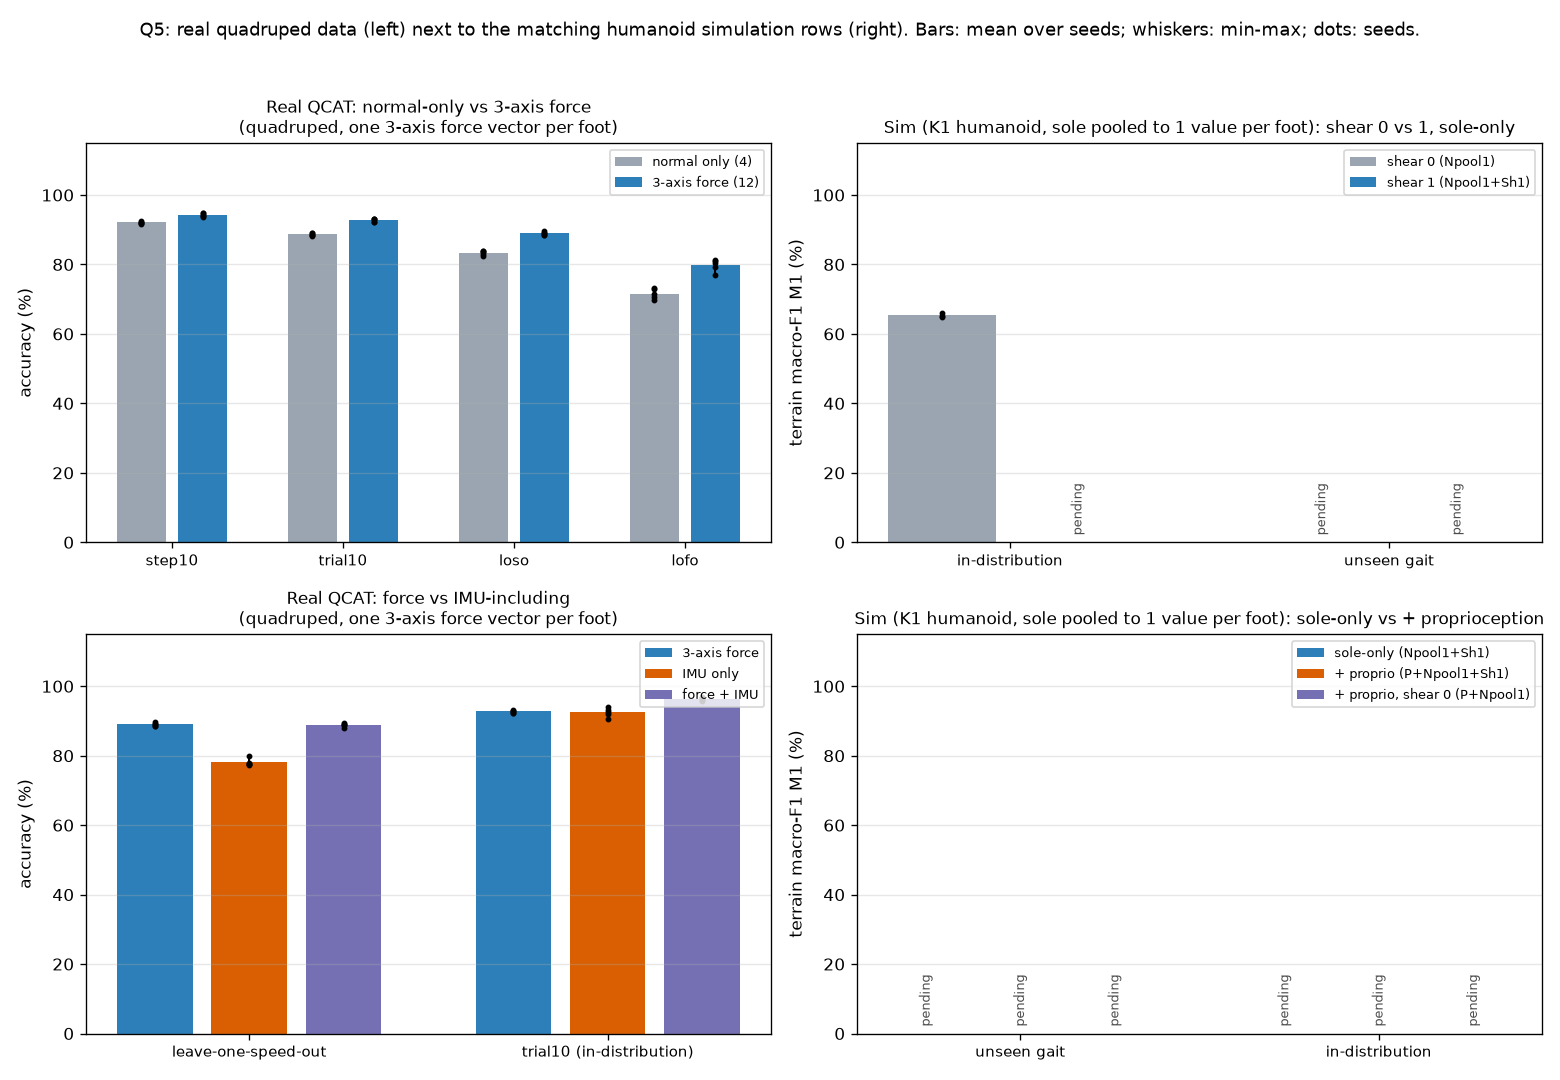 Q5: real quadruped data (left) next to the matching humanoid simulation rows (right). Bars: mean over seeds; whiskers: min-max; dots: seeds.
Real QCAT: normal-only vs 3-axis force
(quadruped, one 3-axis force vector per foot)
normal only (4)
3-axis force (12)
accuracy (%)
100
80
60
40
20
0
step10
trial10
loso
lofo
Sim (K1 humanoid, sole pooled to 1 value per foot): shear 0 vs 1, sole-only
shear 0 (Npool1)
shear 1 (Npool1+Sh1)
terrain macro-F1 M1 (%)
100
80
60
40
20
0
pending
pending
pending
in-distribution
unseen gait
Real QCAT: force vs IMU-including
(quadruped, one 3-axis force vector per foot)
3-axis force
IMU only
force + IMU
accuracy (%)
100
80
60
40
20
0
leave-one-speed-out
trial10 (in-distribution)
Sim (K1 humanoid, sole pooled to 1 value per foot): sole-only vs + proprioception
sole-only (Npool1+Sh1)
+ proprio (P+Npool1+Sh1)
+ proprio, shear 0 (P+Npool1)
terrain macro-F1 M1 (%)
100
80
60
40
20
0
pending
pending
pending
pending
pending
pending
unseen gait
in-distribution